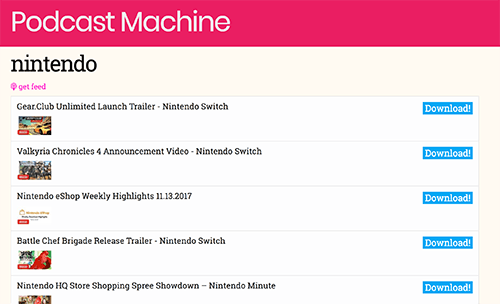 Podcast Machine
nintendo
get feed
Gear.Club Unlimited Launch Trailer - Nintendo Switch
Download!
Valkyria Chronicles 4 Announcement Video - Nintendo Switch
Download!
Nintendo eShop Weekly Highlights 11.13.2017
Download!
Battle Chef Brigade Release Trailer - Nintendo Switch
Download!
Nintendo HQ Store Shopping Spree Showdown – Nintendo Minute
Download!